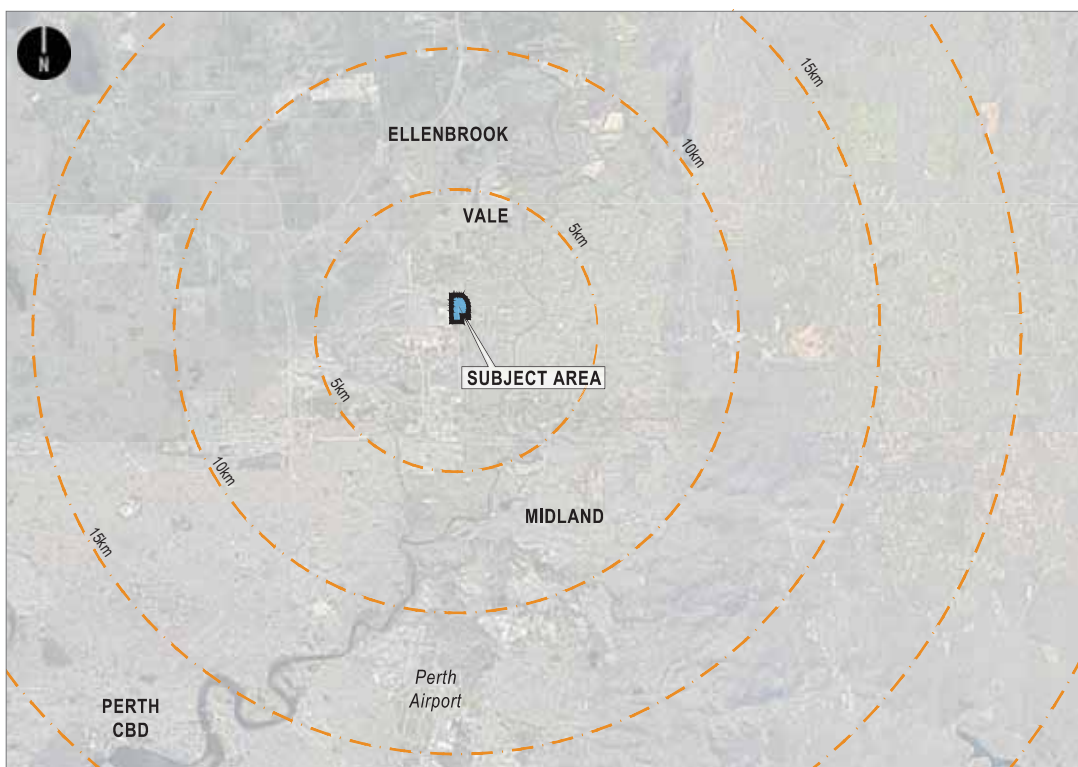 N
15km
ELLENBROOK
10km
VALE
5km
SUBJECT AREA
5km
10km
MIDLAND
15km
Perth
Airport
PERTH
CBD